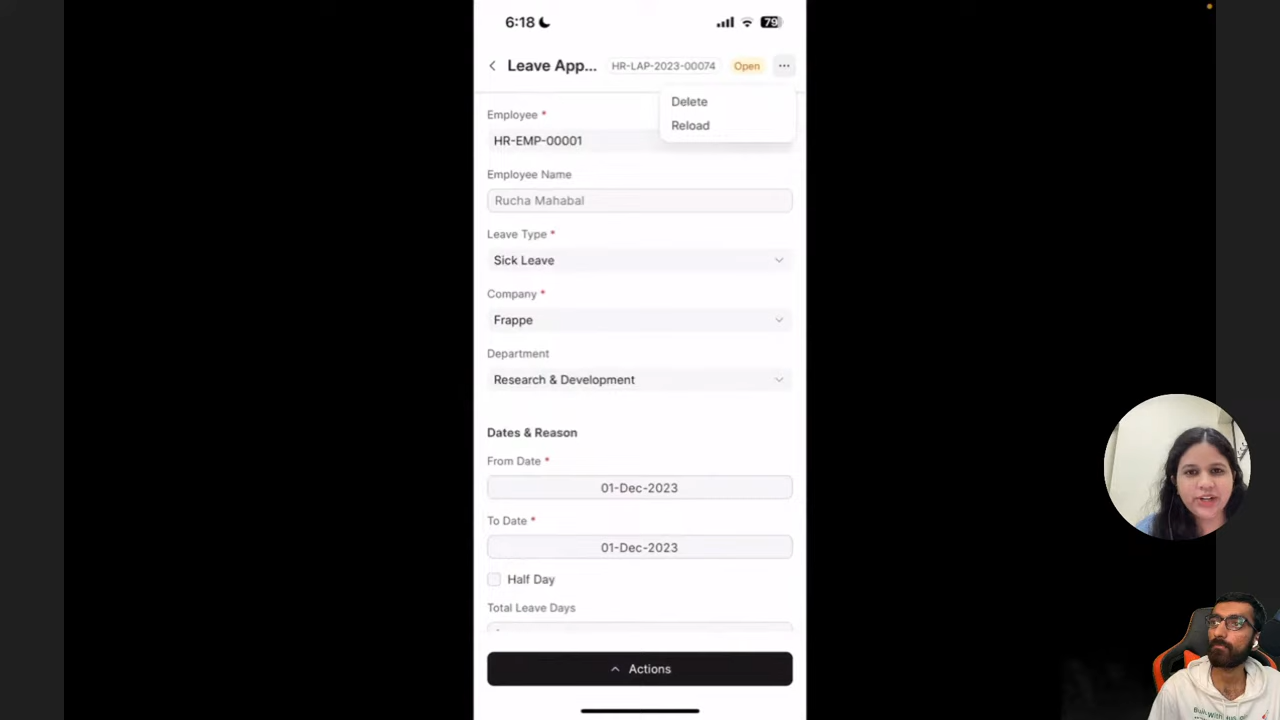 6:18
79
Leave App...
HR-LAP-2023-00074
Open
Delete
Reload
Employee *
HR-EMP-00001
Employee Name
Rucha Mahabal
Leave Type *
Sick Leave
Company *
Frappe
Department
Research & Development
Dates & Reason
From Date *
01-Dec-2023
To Date *
01-Dec-2023
Half Day
Total Leave Days
Actions